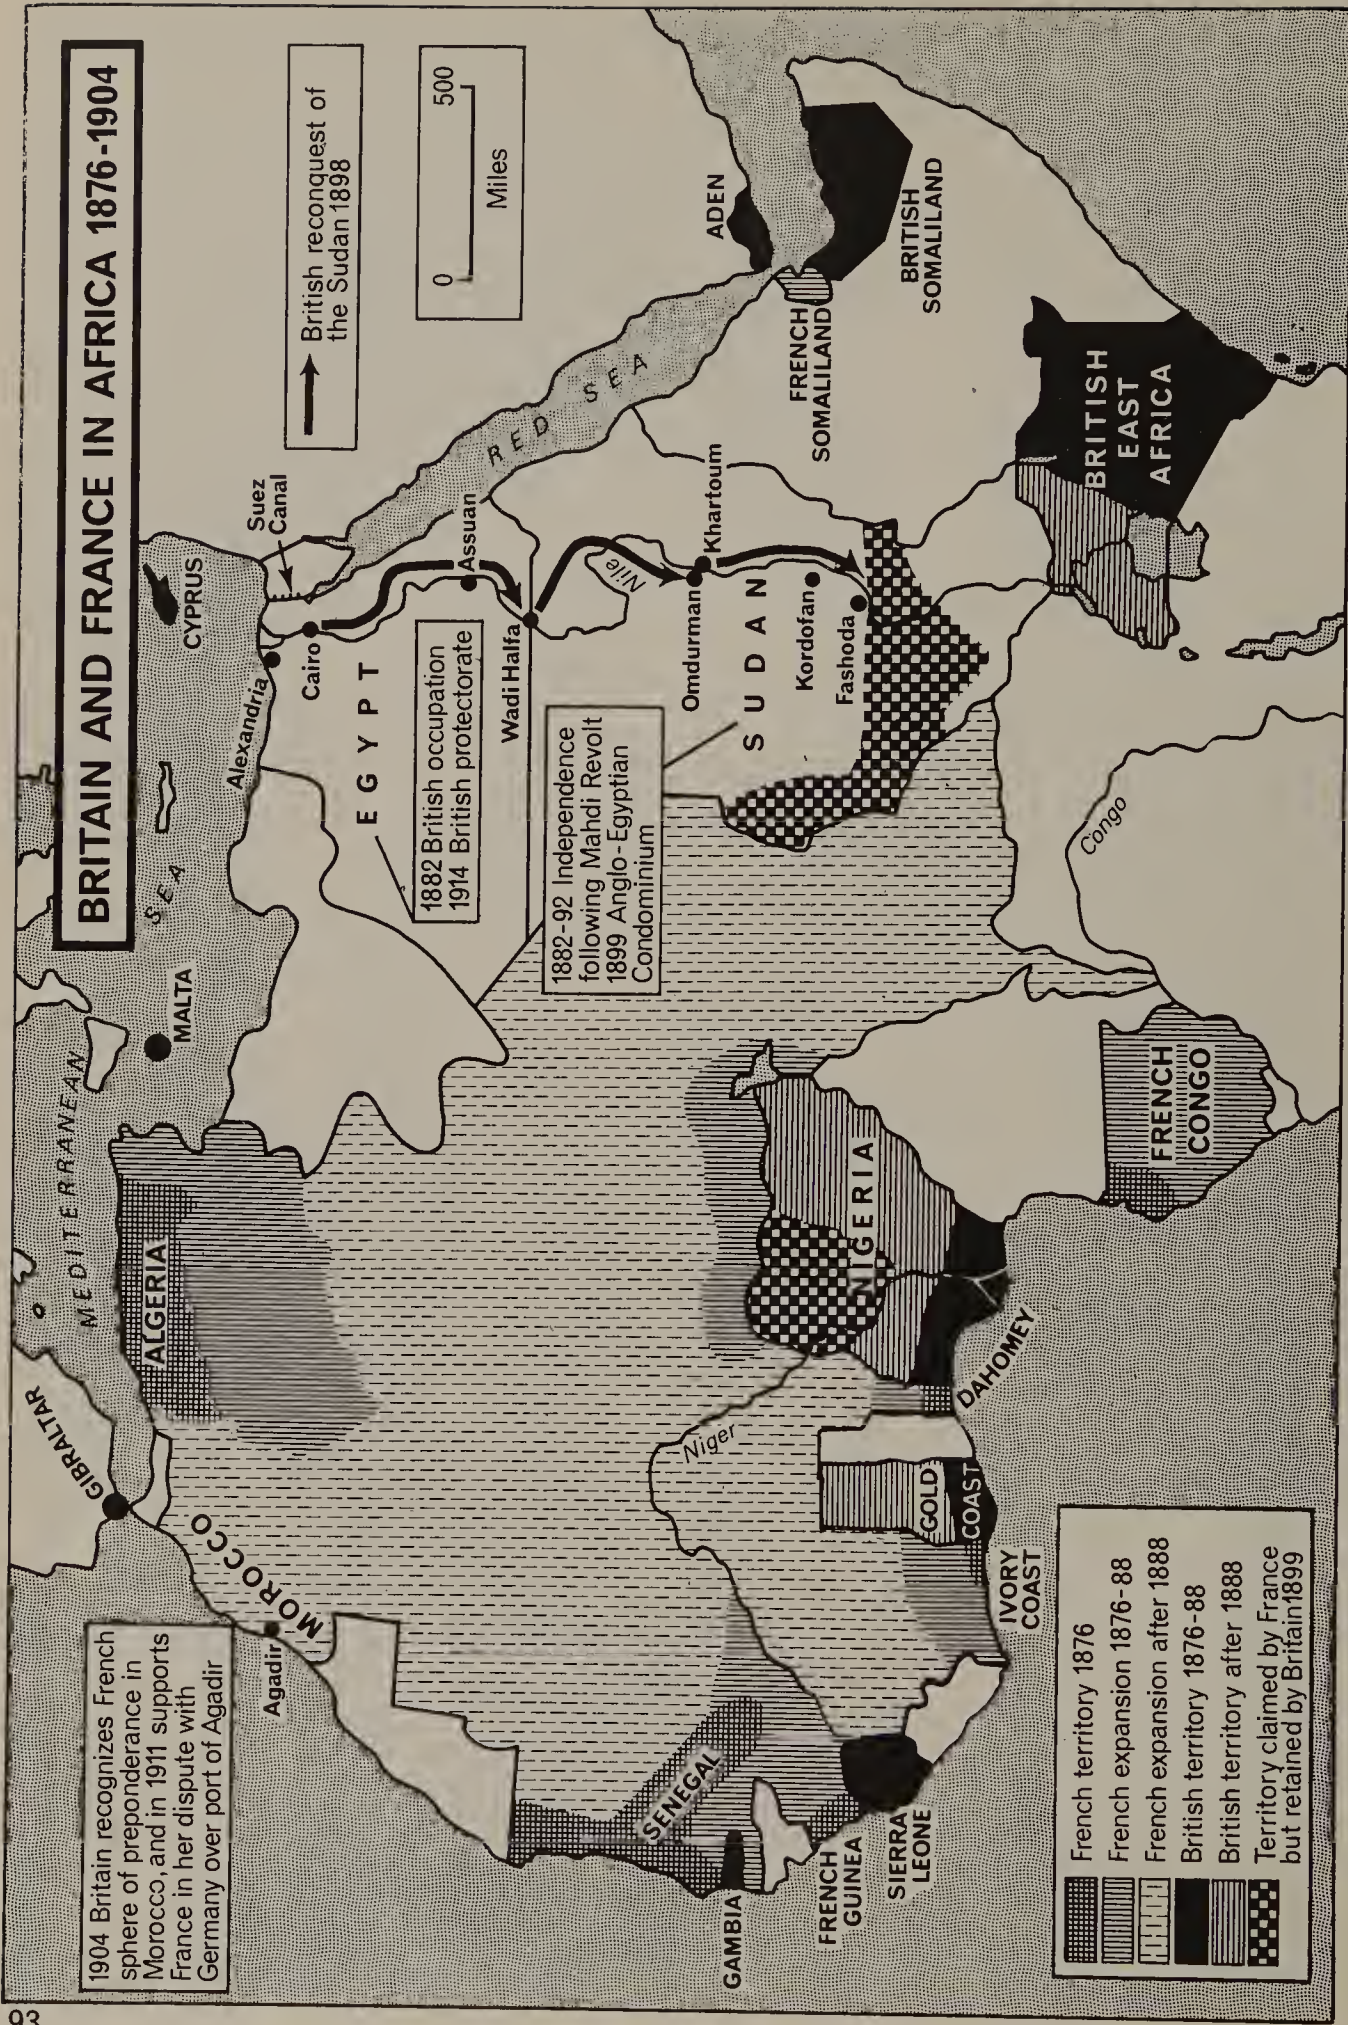 BRITAIN AND FRANCE IN AFRICA 1876-1904
British reconquest of
the Sudan 1898
0 500
Miles
1904 Britain recognizes French
sphere of preponderance in
Morocco, and in 1911 supports
France in her dispute with
Germany over port of Agadir
GIBRALTAR
MEDITERRANEAN
SEA
MALTA
CYPRUS
Suez
Canal
Alexandria
Cairo
EGYPT
1882 British occupation
1914 British protectorate
Assuan
Wadi Halfa
RED SEA
1882-92 Independence
following Mahdi Revolt
1899 Anglo-Egyptian
Condominium
Nile
Omdurman
Khartoum
SUDAN
Kordofan
Fashoda
ADEN
FRENCH
SOMALILAND
BRITISH
SOMALILAND
BRITISH
EAST
AFRICA
Congo
FRENCH
CONGO
ALGERIA
MOROCCO
Agadir
Niger
NIGERIA
DAHOMEY
GOLD
COAST
IVORY
COAST
SENEGAL
GAMBIA
FRENCH
GUINEA
SIERRA
LEONE
French territory 1876
French expansion 1876-88
French expansion after 1888
British territory 1876-88
British territory after 1888
Territory claimed by France
but retained by Britain 1899
93